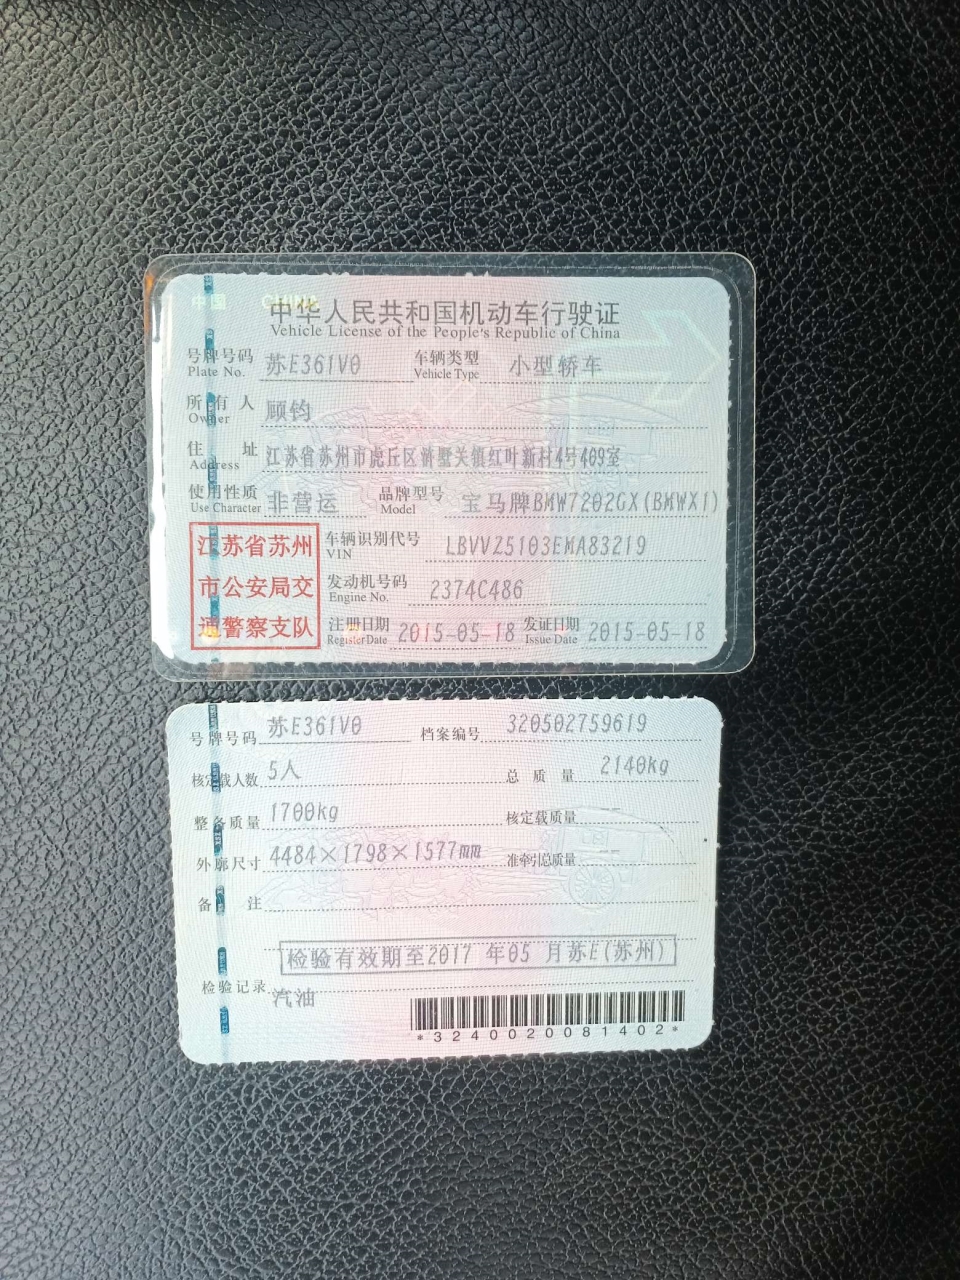 中国 CHINA
中华人民共和国机动车行驶证
Vehicle License of the People's Republic of China
号牌号码 苏E361V0 车辆类型 小型轿车
Plate No. Vehicle Type
所有人 顾钧
Owner
住址 江苏省苏州市虎丘区浒墅关镇红叶新村4号409室
Address
使用性质 非营运 品牌型号 宝马牌BMW7202GX(BMWX1)
Use Character Model
江苏省苏州
市公安局交
通警察支队
车辆识别代号 LBVVZ5103EMA83219
VIN
发动机号码 2374C486
Engine No.
注册日期 2015-05-18 发证日期 2015-05-18
Register Date Issue Date
号牌号码 苏E361V0 档案编号 320502759619
核定载人数 5人 总质量 2140kg
整备质量 1700kg 核定载质量 --
外廓尺寸 4484×1798×1577mm 准牵引总质量 --
备注
检验有效期至2017 年05 月苏E(苏州)
检验记录 汽油
*3240020081402*